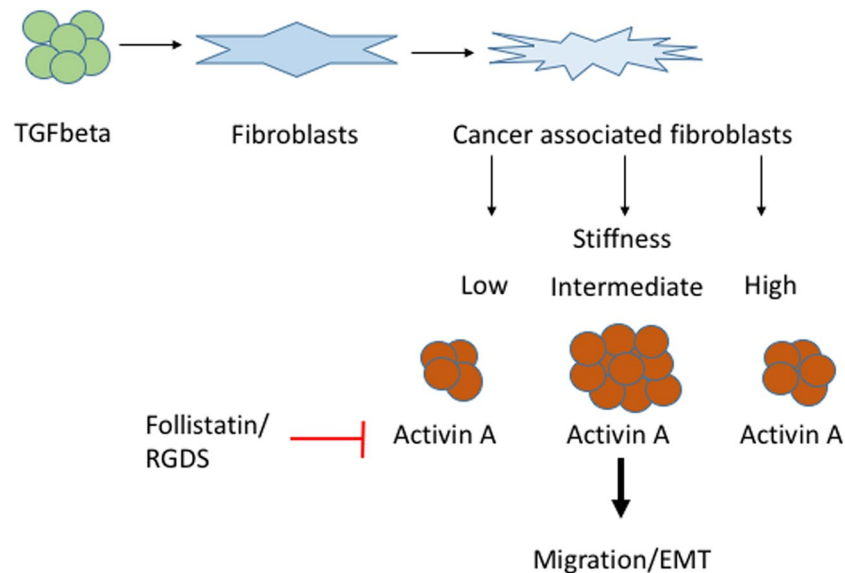 TGFbeta
Fibroblasts
Cancer associated fibroblasts
Stiffness
Low
Intermediate
High
Follistatin/
RGDS
Activin A
Activin A
Activin A
Migration/EMT